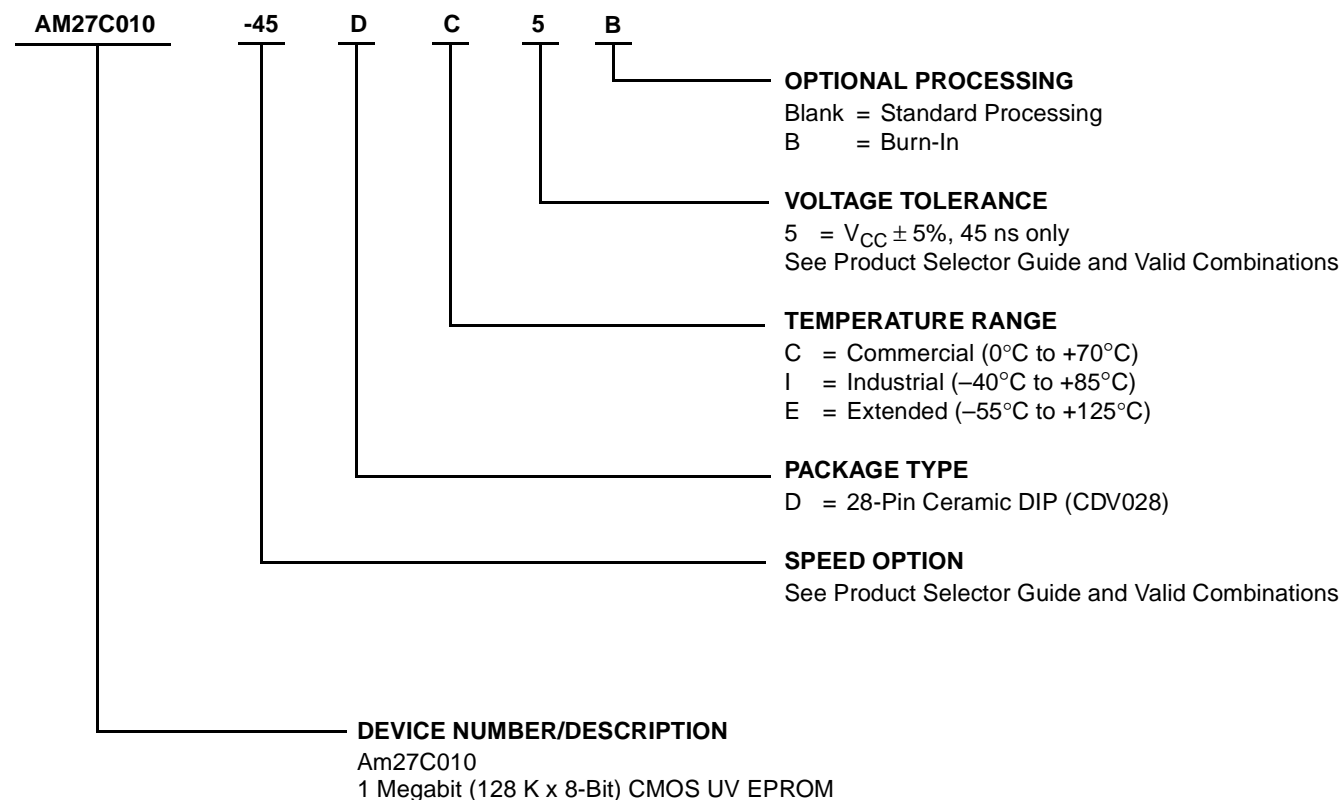 AM27C010 -45 D C 5 B
OPTIONAL PROCESSING
Blank = Standard Processing
B = Burn-In
VOLTAGE TOLERANCE
5 = VCC ± 5%, 45 ns only
See Product Selector Guide and Valid Combinations
TEMPERATURE RANGE
C = Commercial (0°C to +70°C)
I = Industrial (–40°C to +85°C)
E = Extended (–55°C to +125°C)
PACKAGE TYPE
D = 28-Pin Ceramic DIP (CDV028)
SPEED OPTION
See Product Selector Guide and Valid Combinations
DEVICE NUMBER/DESCRIPTION
Am27C010
1 Megabit (128 K x 8-Bit) CMOS UV EPROM